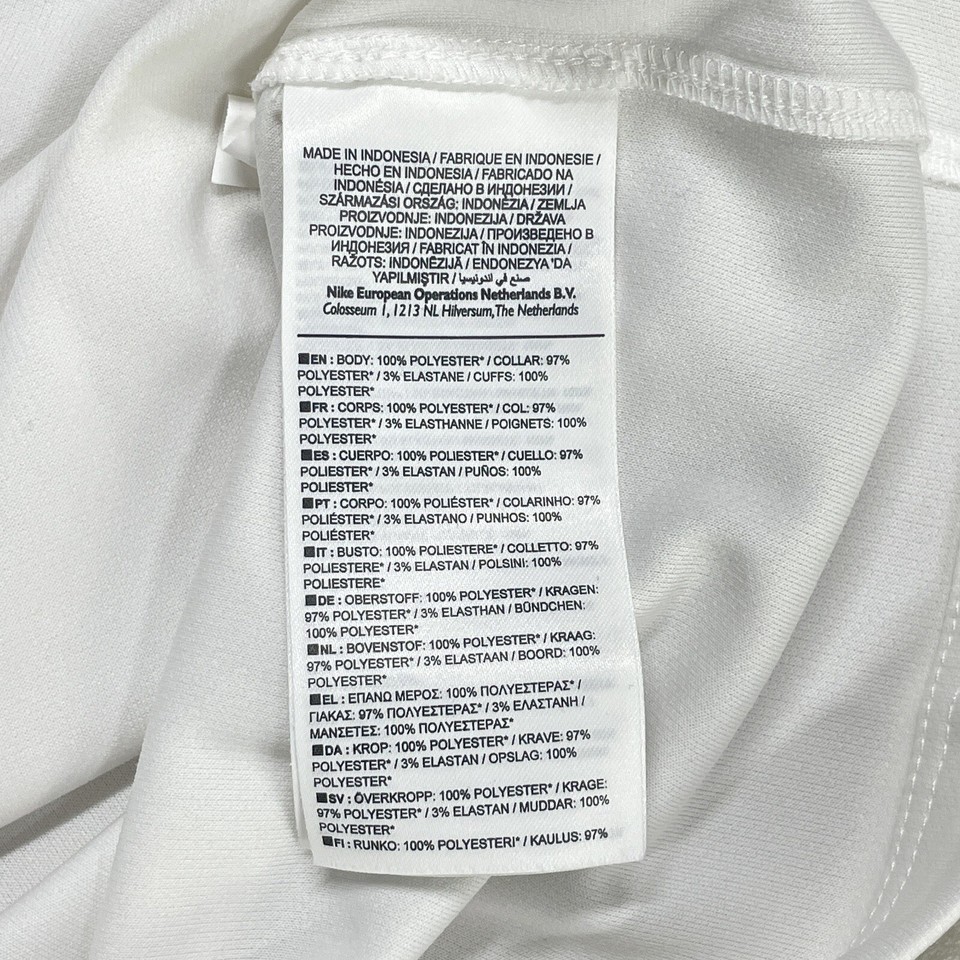 MADE IN INDONESIA / FABRIQUE EN INDONESIE /
HECHO EN INDONESIA / FABRICADO NA
INDONÉSIA / СДЕЛАНО В ИНДОНЕЗИИ /
SZÁRMAZÁSI ORSZÁG: INDONÉZIA / ZEMLJA
PROIZVODNJE: INDONEZIJA / DRŽAVA
PROIZVODNJE: INDONEZIJA / ПРОИЗВЕДЕНО В
ИНДОНЕЗИЯ / FABRICAT ÎN INDONEZIA /
RAŽOTS: INDONĒZIJĀ / ENDONEZYA 'DA
YAPILMIŞTIR / صنع في اندونيسيا
Nike European Operations Netherlands B.V.
Colosseum 1, 1213 NL Hilversum, The Netherlands
EN : BODY: 100% POLYESTER* / COLLAR: 97%
POLYESTER* / 3% ELASTANE / CUFFS: 100%
POLYESTER*
FR : CORPS: 100% POLYESTER* / COL: 97%
POLYESTER* / 3% ELASTHANNE / POIGNETS: 100%
POLYESTER*
ES : CUERPO: 100% POLIESTER* / CUELLO: 97%
POLIESTER* / 3% ELASTAN / PUÑOS: 100%
POLIESTER*
PT : CORPO: 100% POLIÉSTER* / COLARINHO: 97%
POLIÉSTER* / 3% ELASTANO / PUNHOS: 100%
POLIÉSTER*
IT : BUSTO: 100% POLIESTERE* / COLLETTO: 97%
POLIESTERE* / 3% ELASTAN / POLSINI: 100%
POLIESTERE*
DE : OBERSTOFF: 100% POLYESTER* / KRAGEN:
97% POLYESTER* / 3% ELASTHAN / BÜNDCHEN:
100% POLYESTER*
NL : BOVENSTOF: 100% POLYESTER* / KRAAG:
97% POLYESTER* / 3% ELASTAAN / BOORD: 100%
POLYESTER*
EL : ΕΠΑΝΩ ΜΕΡΟΣ: 100% ΠΟΛΥΕΣΤΕΡΑΣ* /
ΓΙΑΚΑΣ: 97% ΠΟΛΥΕΣΤΕΡΑΣ* / 3% ΕΛΑΣΤΑΝΗ /
ΜΑΝΣΕΤΕΣ: 100% ΠΟΛΥΕΣΤΕΡΑΣ*
DA : KROP: 100% POLYESTER* / KRAVE: 97%
POLYESTER* / 3% ELASTAN / OPSLAG: 100%
POLYESTER*
SV : ÖVERKROPP: 100% POLYESTER* / KRAGE:
97% POLYESTER* / 3% ELASTAN / MUDDAR: 100%
POLYESTER*
FI : RUNKO: 100% POLYESTERI* / KAULUS: 97%